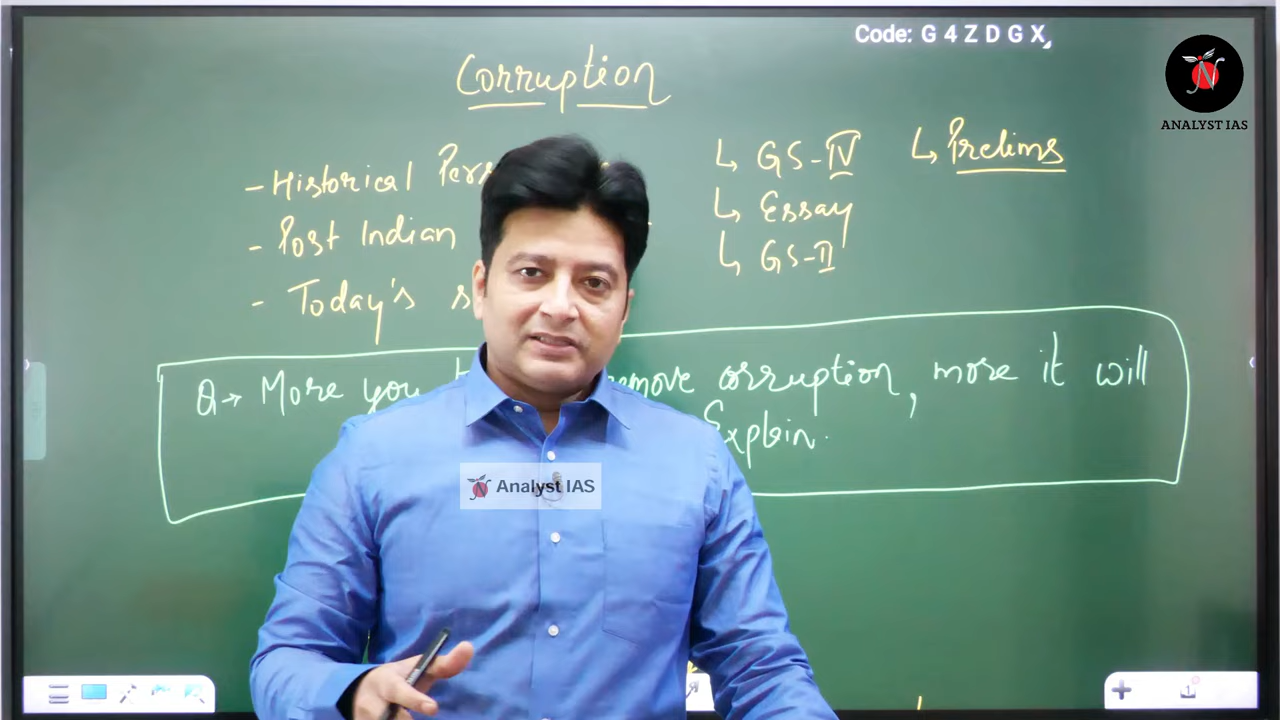 Code: G 4 Z D G X
Corruption
ANALYST IAS
- Historical
- Post Indian
- Today's
↳ GS-IV
↳ Essay
↳ GS-II
↳ Prelims
Q→ More you remove corruption, more it will
Explain.
Analyst IAS